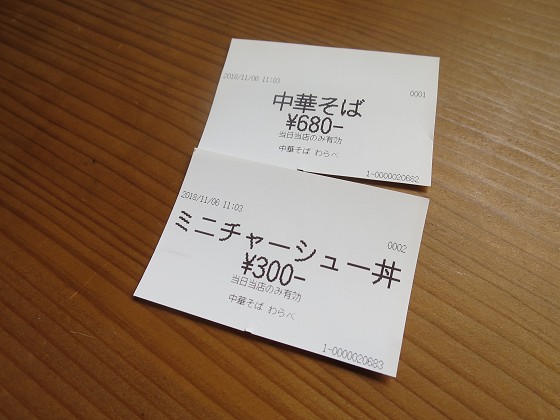 2018/11/06 11:03
0001
中華そば
¥680-
当日当店のみ有効
中華そば わらべ
1-0000020682
2018/11/06 11:03
0002
ミニチャーシュー丼
¥300-
当日当店のみ有効
中華そば わらべ
1-0000020683